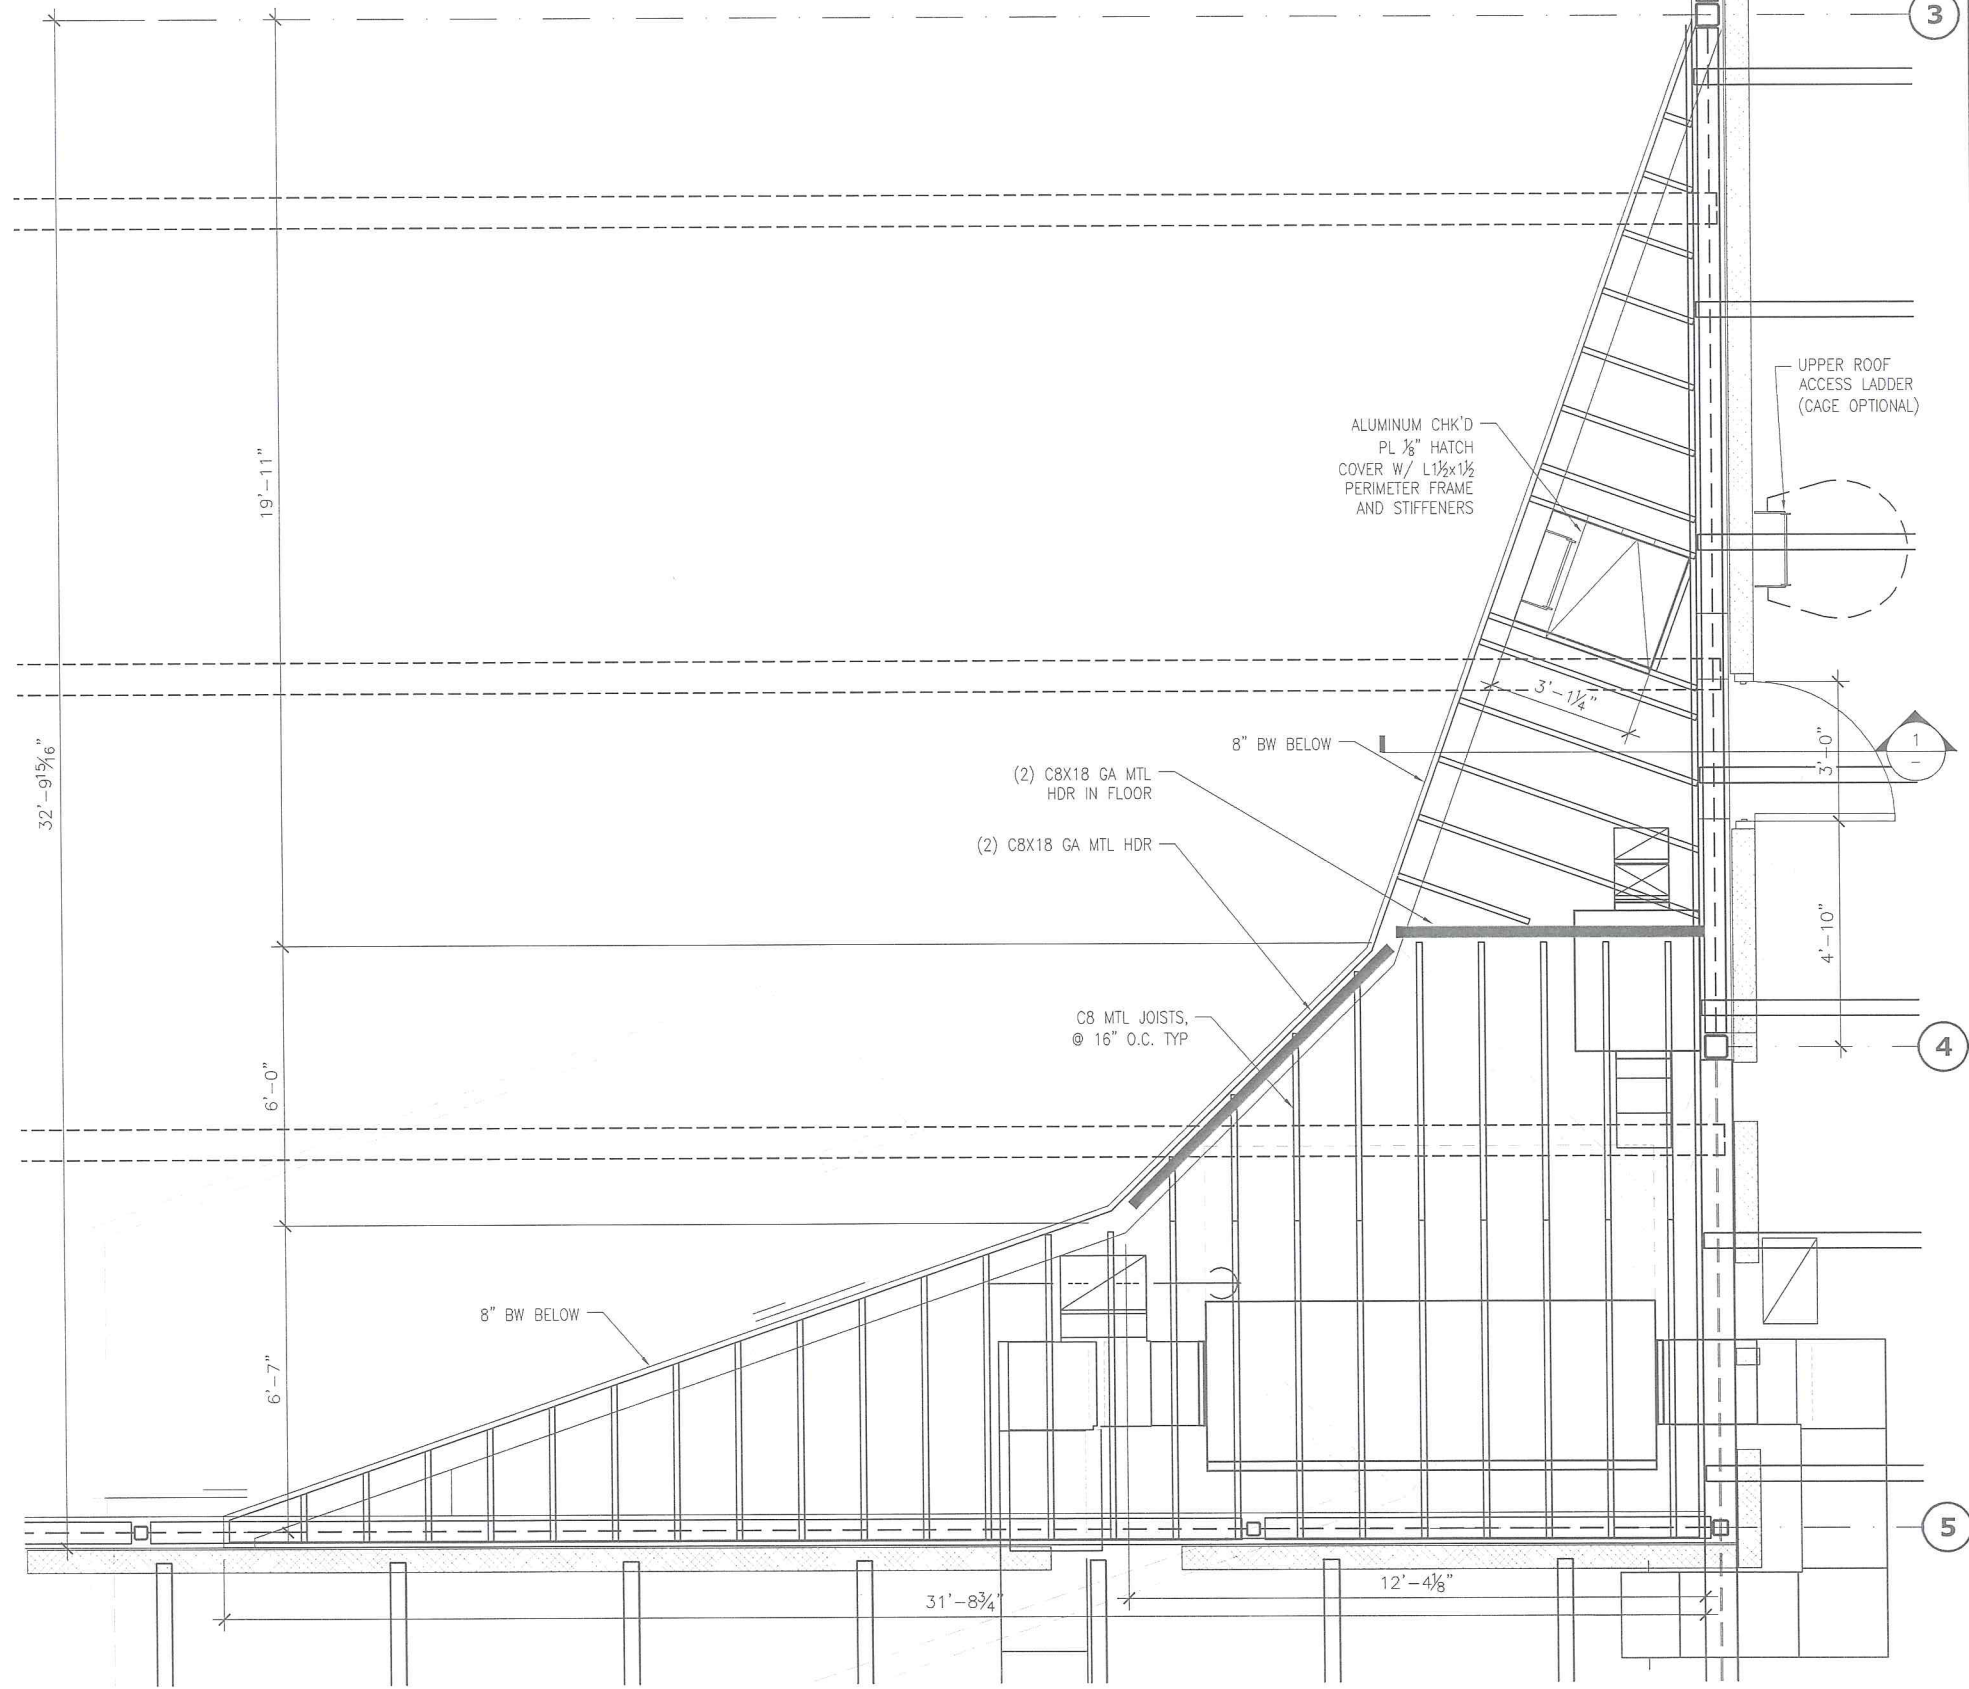 3
UPPER ROOF
ACCESS LADDER
(CAGE OPTIONAL)
ALUMINUM CHK'D
PL ⅛" HATCH
COVER W/ L1½x1½
PERIMETER FRAME
AND STIFFENERS
19'-11"
3'-1¼"
32'-9 15/16"
8" BW BELOW
3'-0"
1
-
(2) C8X18 GA MTL
HDR IN FLOOR
(2) C8X18 GA MTL HDR
4'-10"
C8 MTL JOISTS,
@ 16" O.C. TYP
4
6'-0"
8" BW BELOW
6'-7"
5
12'-4⅛"
31'-8¾"